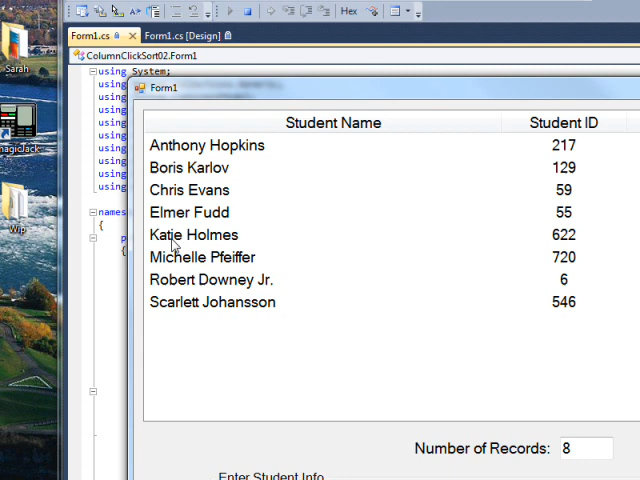 Hex
Form1.cs
Form1.cs [Design]
ColumnClickSort02.Form1
Sarah
magicJack
Wip
using System;
using
using
using
using
using
using
using
using
using
names
{
p
{
Form1
Student Name Student ID
Anthony Hopkins 217
Boris Karlov 129
Chris Evans 59
Elmer Fudd 55
Katie Holmes 622
Michelle Pfeiffer 720
Robert Downey Jr. 6
Scarlett Johansson 546
Number of Records: 8
Enter Student Info